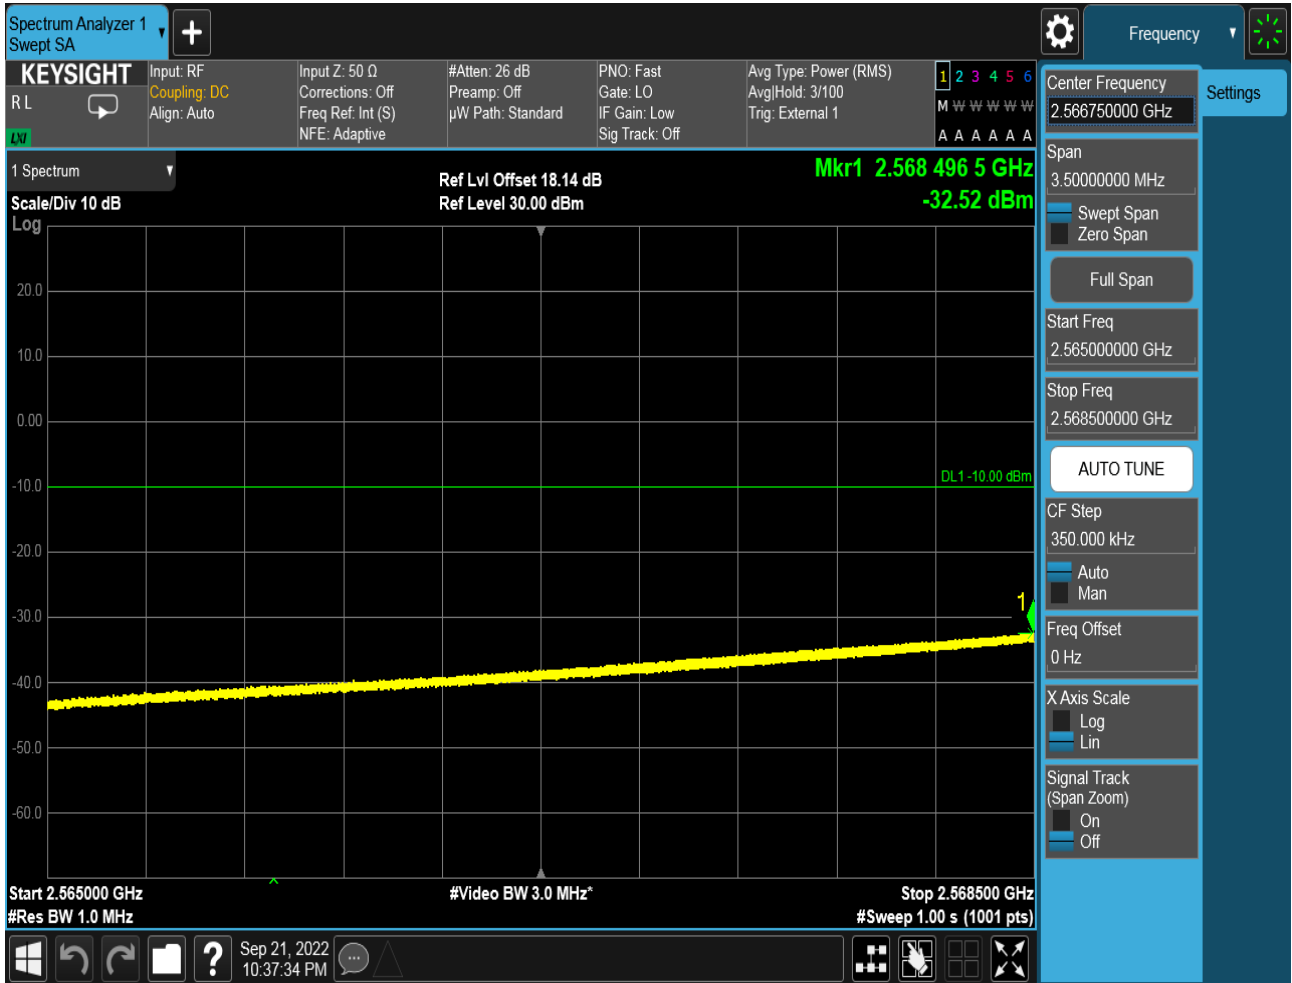 Spectrum Analyzer 1
Swept SA
Frequency
KEYSIGHT
R L
LXI
Input: RF
Coupling: DC
Align: Auto
Input Z: 50 Ω
Corrections: Off
Freq Ref: Int (S)
NFE: Adaptive
#Atten: 26 dB
Preamp: Off
µW Path: Standard
PNO: Fast
Gate: LO
IF Gain: Low
Sig Track: Off
Avg Type: Power (RMS)
Avg|Hold: 3/100
Trig: External 1
1 2 3 4 5 6
M W W W W W
A A A A A A
1 Spectrum
Scale/Div 10 dB
Log
Ref Lvl Offset 18.14 dB
Ref Level 30.00 dBm
Mkr1 2.568 496 5 GHz
-32.52 dBm
20.0
10.0
0.00
-10.0
-20.0
-30.0
-40.0
-50.0
-60.0
DL1 -10.00 dBm
1
Start 2.565000 GHz
#Res BW 1.0 MHz
#Video BW 3.0 MHz*
Stop 2.568500 GHz
#Sweep 1.00 s (1001 pts)
Sep 21, 2022
10:37:34 PM
?
Center Frequency
2.566750000 GHz
Settings
Span
3.50000000 MHz
Swept Span
Zero Span
Full Span
Start Freq
2.565000000 GHz
Stop Freq
2.568500000 GHz
AUTO TUNE
CF Step
350.000 kHz
Auto
Man
Freq Offset
0 Hz
X Axis Scale
Log
Lin
Signal Track
(Span Zoom)
On
Off